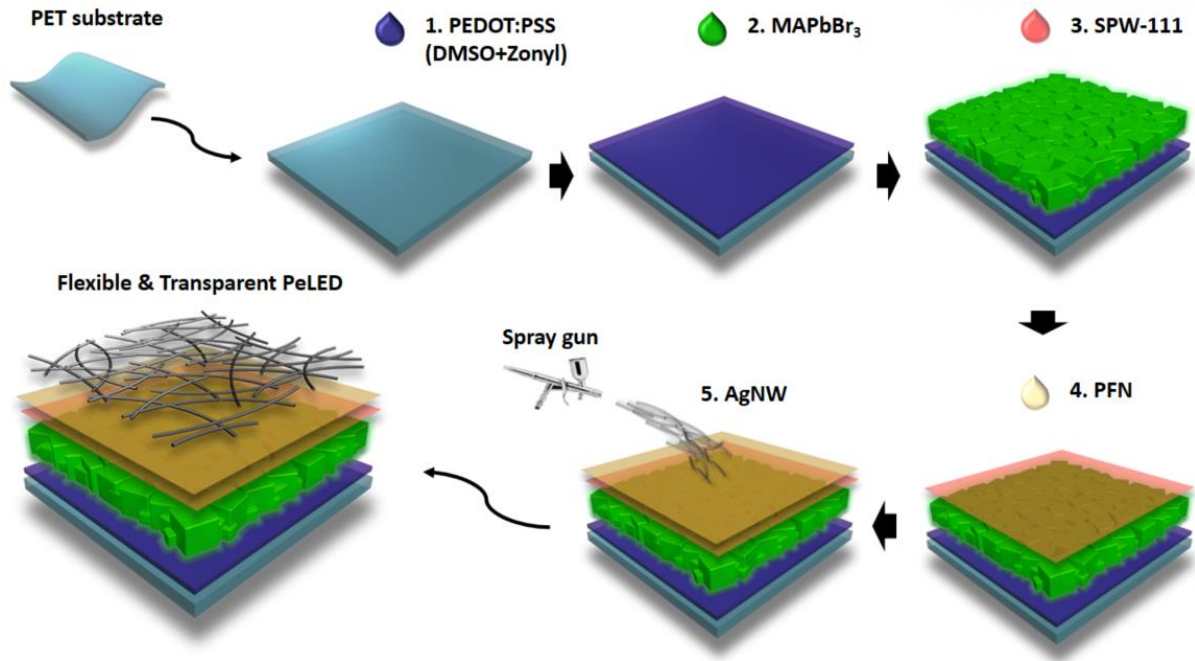 PET substrate
1. PEDOT:PSS
(DMSO+Zonyl)
2. MAPbBr₃
3. SPW-111
Flexible & Transparent PeLED
Spray gun
5. AgNW
4. PFN